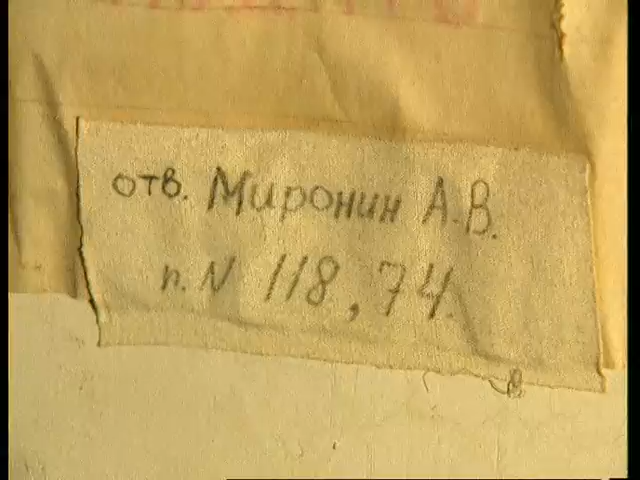 отв. Миронин А.В.
п. N 118, 74.